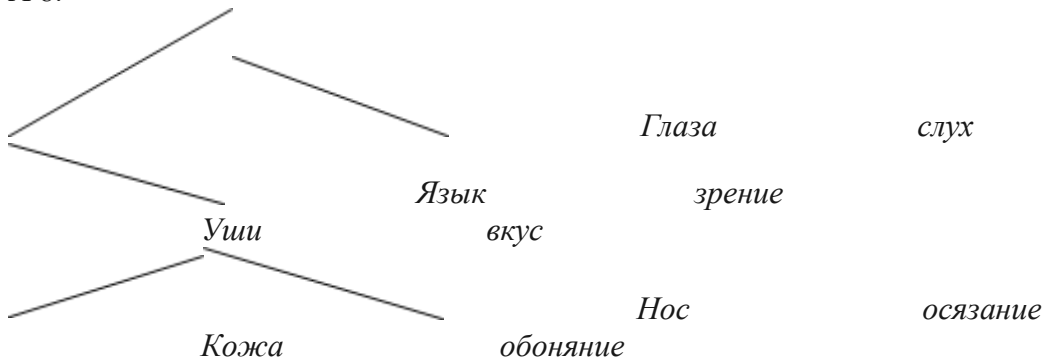 Глаза слух
Язык зрение
Уши вкус
Нос осязание
Кожа обоняние